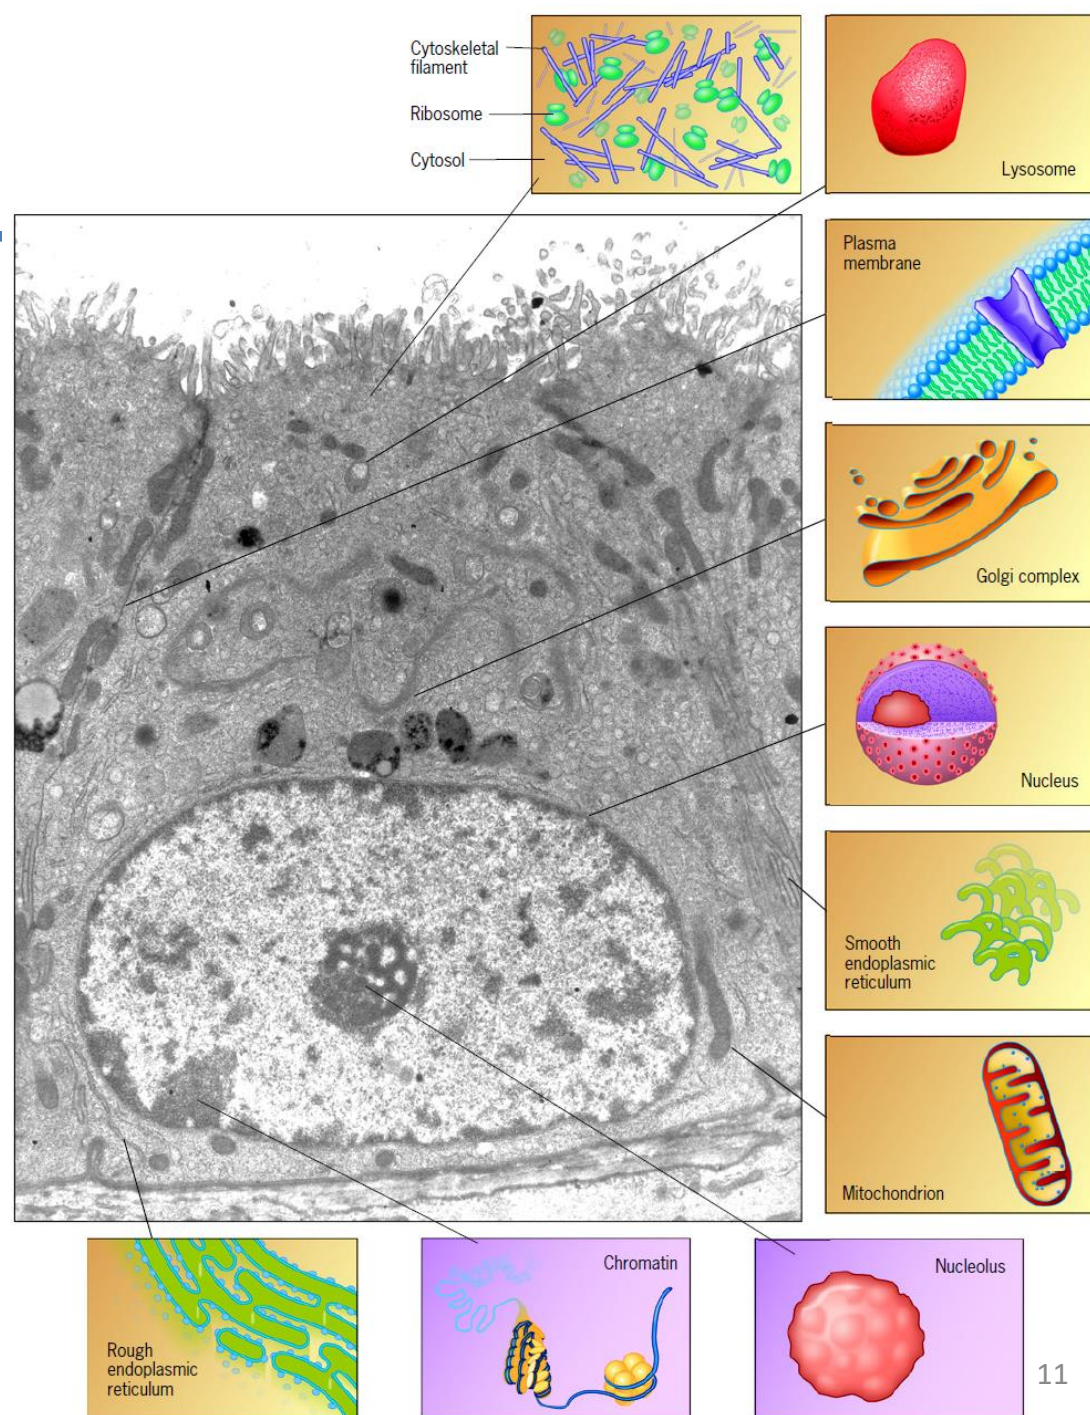 Cytoskeletal
filament
Ribosome
Cytosol
Lysosome
Plasma
membrane
Golgi complex
Nucleus
Smooth
endoplasmic
reticulum
Mitochondrion
Rough
endoplasmic
reticulum
Chromatin
Nucleolus
11